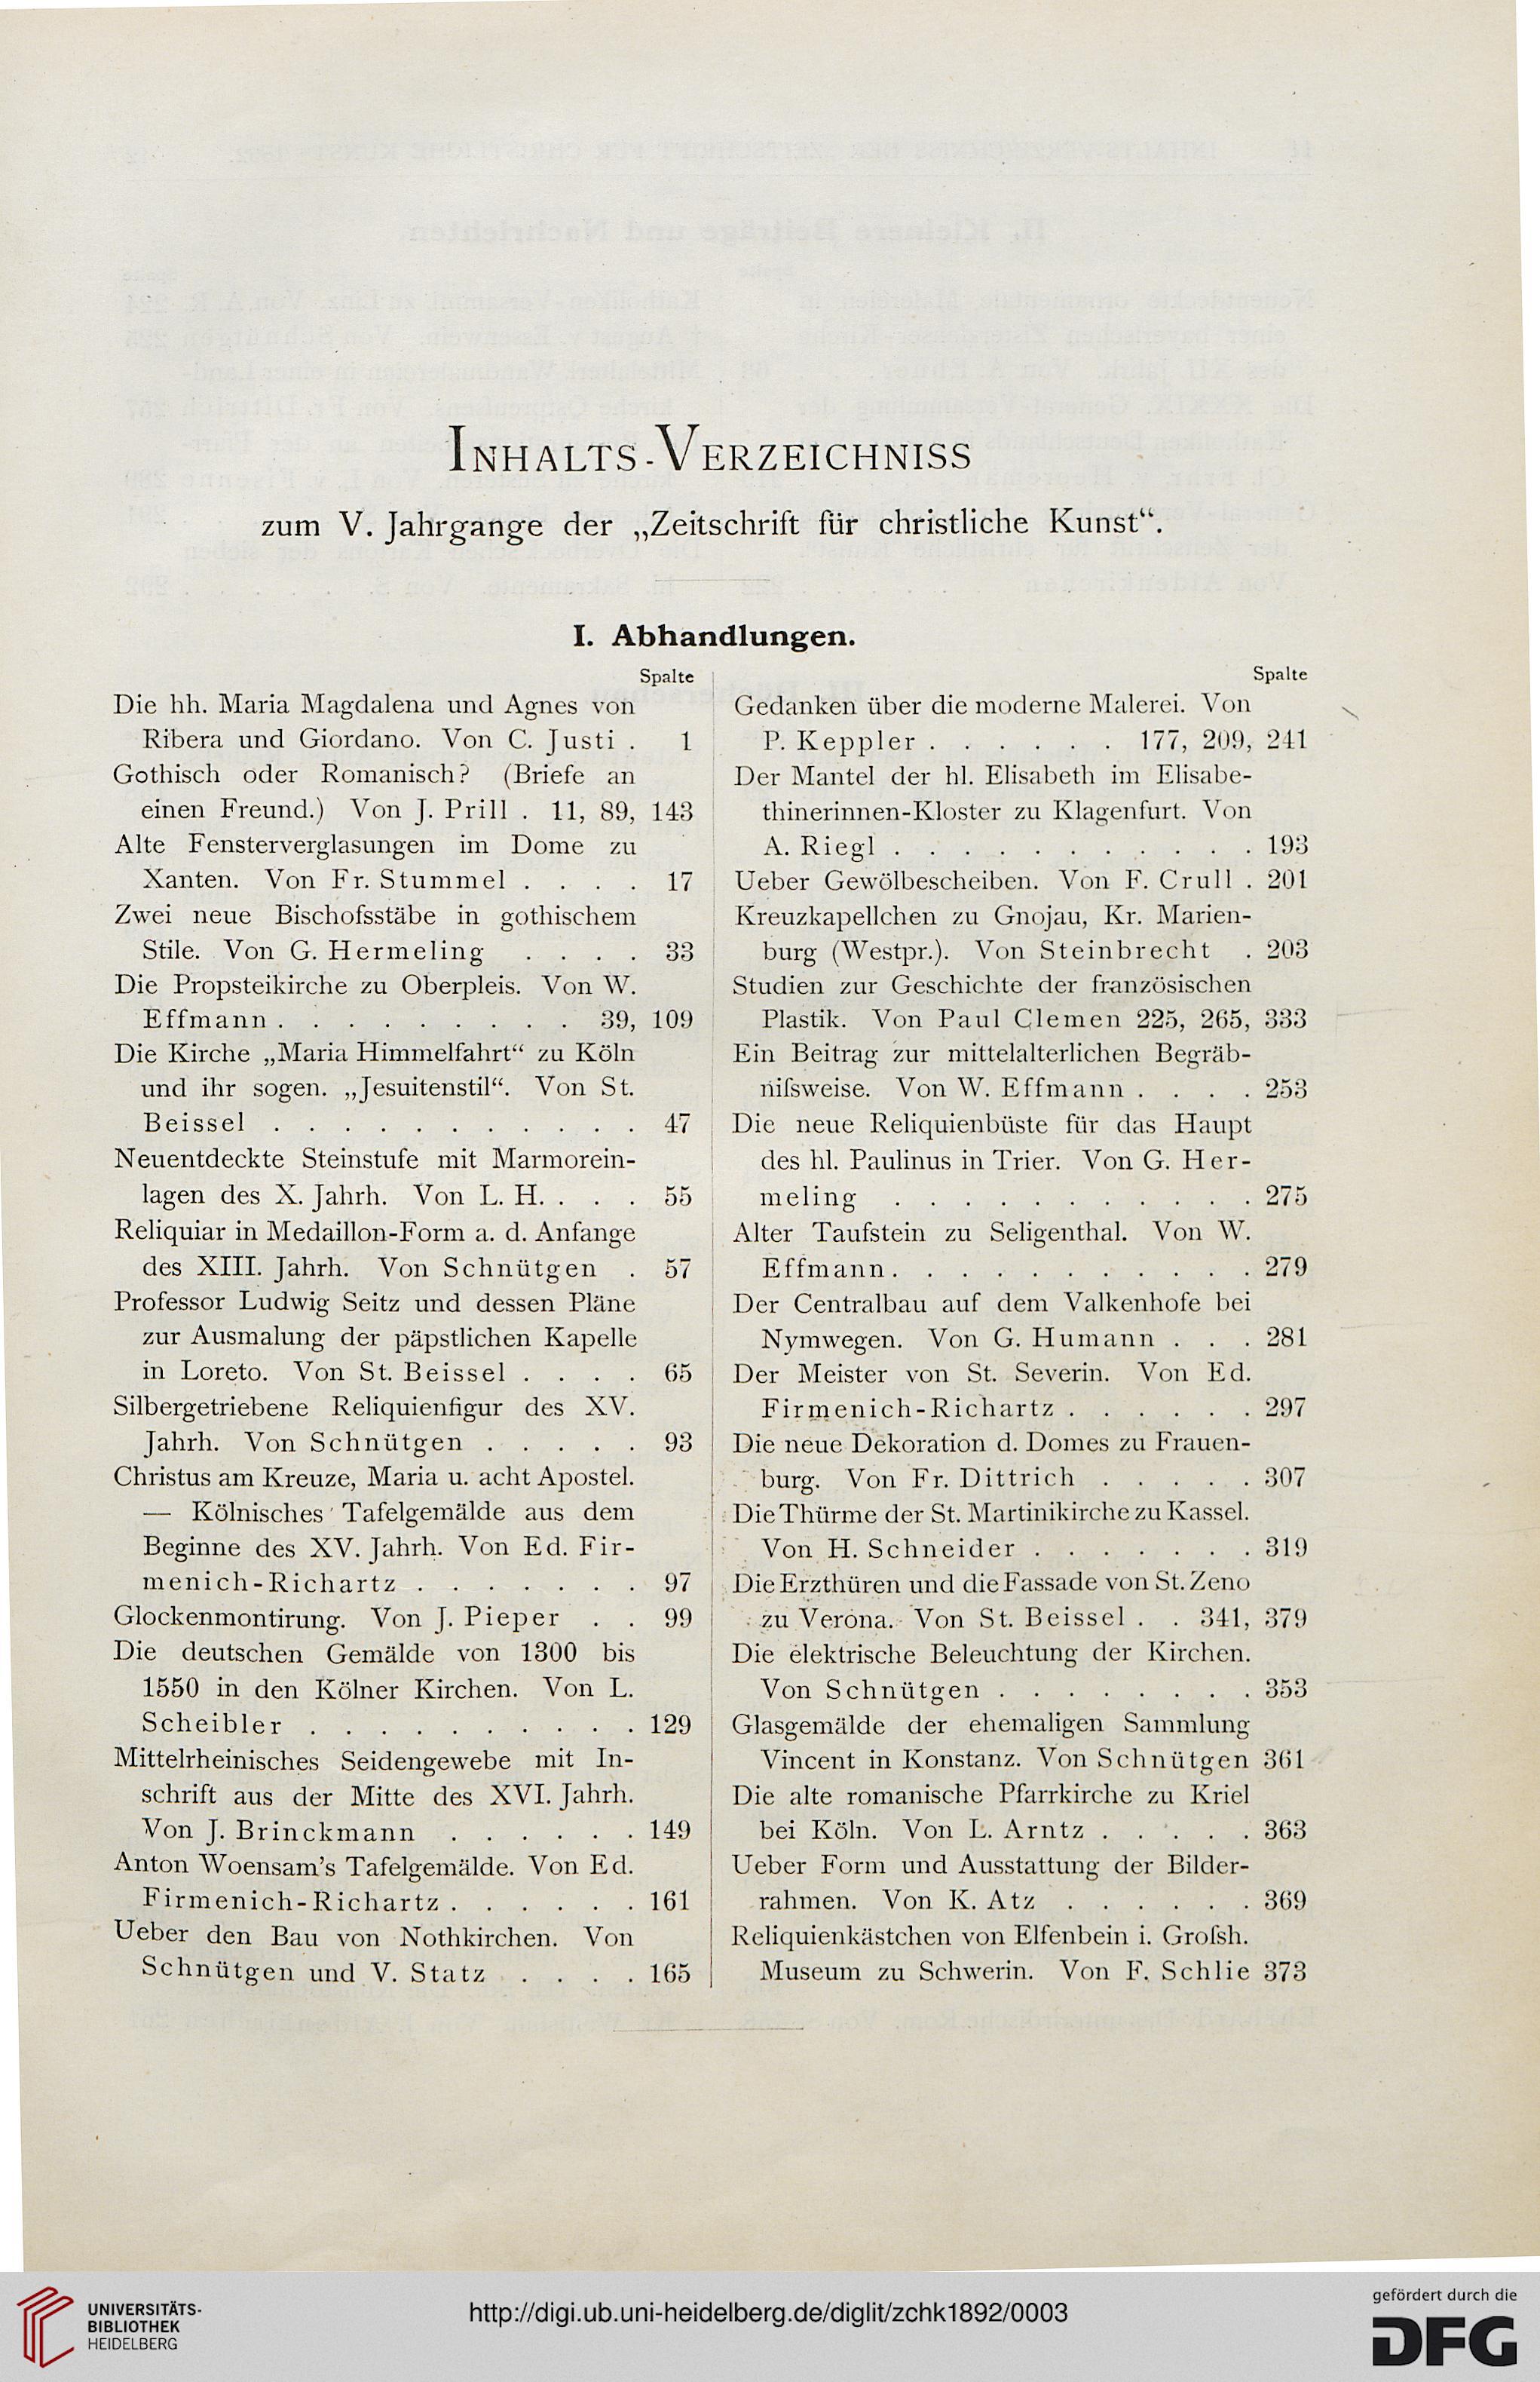 INHALTS-VERZEICHNISS
zum V. Jahrgange der „Zeitschrift für christliche Kunst“.
I. Abhandlungen.
Spalte
Die hh. Maria Magdalena und Agnes von
Ribera und Giordano. Von C. Justi . 1
Gothisch oder Romanisch? (Briefe an
einen Freund.) Von J. Prill . 11, 89, 143
Alte Fensterverglasungen im Dome zu
Xanten. Von Fr. Stummel . . . . 17
Zwei neue Bischofsstäbe in gothischem
Stile. Von G. Hermeling . . . . 33
Die Propsteikirche zu Oberpleis. Von W.
Effmann . . . . . . . . . 39, 109
Die Kirche „Maria Himmelfahrt“ zu Köln
und ihr sogen. „Jesuitenstil“. Von St.
Beissel . . . . . . . . . . . 47
Neuentdeckte Steinstufe mit Marmorein-
lagen des X. Jahrh. Von L. H. . . . 55
Reliquiar in Medaillon-Form a. d. Anfange
des XIII. Jahrh. Von Schnütgen . 57
Professor Ludwig Seitz und dessen Pläne
zur Ausmalung der päpstlichen Kapelle
in Loreto. Von St. Beissel . . . . 65
Silbergetriebene Reliquienfigur des XV.
Jahrh. Von Schnütgen . . . . . 93
Christus am Kreuze, Maria u. acht Apostel.
— Kölnisches Tafelgemälde aus dem
Beginne des XV. Jahrh. Von Ed. Fir-
menich-Richartz . . . . . . . 97
Glockenmontirung. Von J. Pieper . . 99
Die deutschen Gemälde von 1300 bis
1550 in den Kölner Kirchen. Von L.
Scheibler . . . . . . . . . . 129
Mittelrheinisches Seidengewebe mit In-
schrift aus der Mitte des XVI. Jahrh.
Von J. Brinckmann . . . . . . 149
Anton Woensam's Tafelgemälde. Von Ed.
Firmenich-Richartz . . . . . . 161
Ueber den Bau von Nothkirchen. Von
Schnütgen und V. Statz . . . . 165
Spalte
Gedanken über die moderne Malerei. Von
P. Keppler . . . . . . 177, 209, 241
Der Mantel der hl. Elisabeth im Elisabe-
thinerinnen-Kloster zu Klagenfurt. Von
A. Riegl . . . . . . . . . . . 193
Ueber Gewölbescheiben. Von F. Crull . 201
Kreuzkapellchen zu Gnojau, Kr. Marien-
burg (Westpr.). Von Steinbrecht . 203
Studien zur Geschichte der französischen
Plastik. Von Paul Clemen 225, 265, 333
Ein Beitrag zur mittelalterlichen Begräb-
nifsweise. Von W. Effmann . . . . 253
Die neue Reliquienbüste für das Haupt
des hl. Paulinus in Trier. Von G. Her-
meling . . . . . . . . . . . 275
Alter Taufstein zu Seligenthal. Von W.
Effmann . . . . . . . . . . . 279
Der Centralbau auf dem Valkenhofe bei
Nymwegen. Von G. Humann . . . 281
Der Meister von St. Severin. Von Ed.
Firmenich-Richartz . . . . . . 297
Die neue Dekoration d. Domes zu Frauen-
burg. Von Fr. Dittrich . . . . . 307
Die Thürme der St. Martinikirche zu Kassel.
Von H. Schneider . . . . . . . 319
Die Erzthüren und die Fassade von St. Zeno
zu Verona. Von St. Beissel . . 341, 379
Die elektrische Beleuchtung der Kirchen.
Von Schnütgen . . . . . . . . 353
Glasgemälde der ehemaligen Sammlung
Vincent in Konstanz. Von Schnütgen 361
Die alte romanische Pfarrkirche zu Kriel
bei Köln. Von L. Arntz . . . . . 363
Ueber Form und Ausstattung der Bilder-
rahmen. Von K. Atz . . . . . . 369
Reliquienkästchen von Elfenbein i. Grofsh.
Museum zu Schwerin. Von F. Schlie 373
UNIVERSITÄTS-
BIBLIOTHEK
HEIDELBERG
http://digi.ub.uni-heidelberg.de/diglit/zchk1892/0003
gefördert durch die
DFG